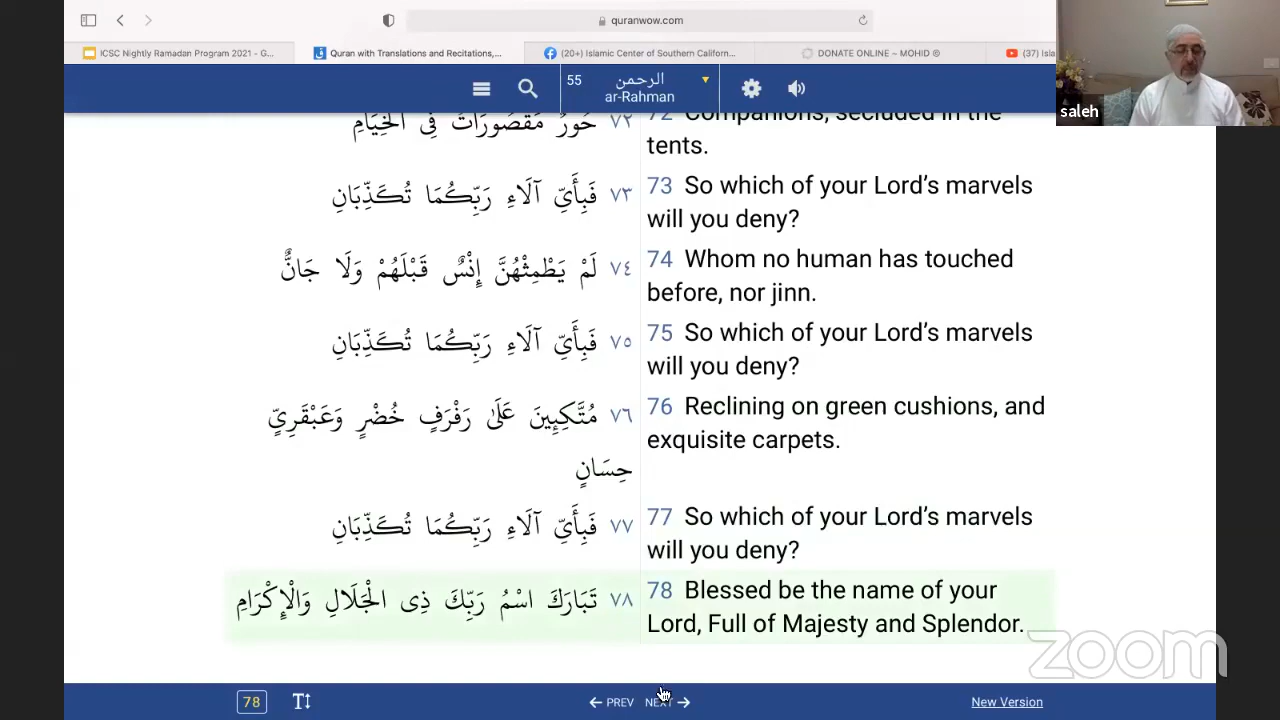 quranwow.com
ICSC Nightly Ramadan Program 2021 - G...
Quran with Translations and Recitations,...
(20+) Islamic Center of Southern Californ...
DONATE ONLINE ~ MOHID ®
(37) Isla
saleh
55
الرحمن
ar-Rahman
٧٢ حُورٌ مَقْصُورَاتٌ فِى الْخِيَامِ
72 Companions, secluded in the
tents.
٧٣ فَبِأَيِّ آلَاءِ رَبِّكُمَا تُكَذِّبَانِ
73 So which of your Lord’s marvels
will you deny?
٧٤ لَمْ يَطْمِثْهُنَّ إِنْسٌ قَبْلَهُمْ وَلَا جَانٌّ
74 Whom no human has touched
before, nor jinn.
٧٥ فَبِأَيِّ آلَاءِ رَبِّكُمَا تُكَذِّبَانِ
75 So which of your Lord’s marvels
will you deny?
٧٦ مُتَّكِئِينَ عَلَىٰ رَفْرَفٍ خُضْرٍ وَعَبْقَرِيٍّ
حِسَانٍ
76 Reclining on green cushions, and
exquisite carpets.
٧٧ فَبِأَيِّ آلَاءِ رَبِّكُمَا تُكَذِّبَانِ
77 So which of your Lord’s marvels
will you deny?
٧٨ تَبَارَكَ اسْمُ رَبِّكَ ذِى الْجَلَالِ وَالْإِكْرَامِ
78 Blessed be the name of your
Lord, Full of Majesty and Splendor.
zoom
78
T
PREV NEXT
New Version